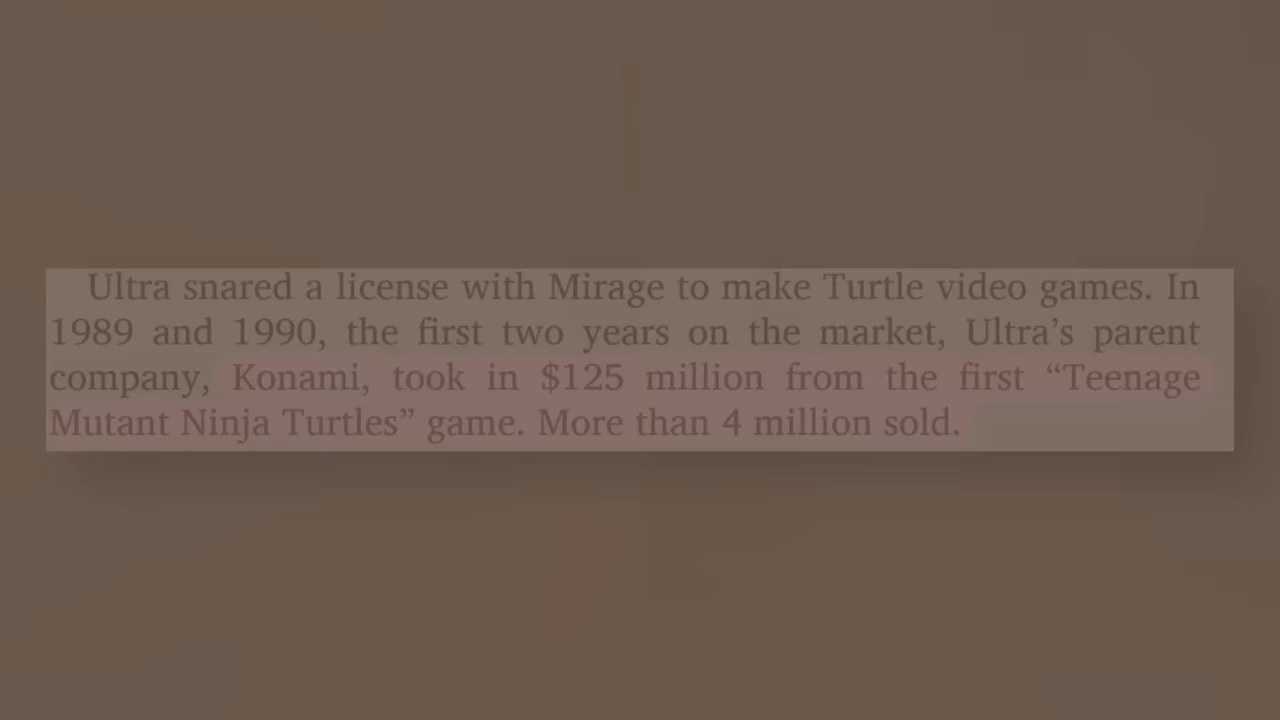 Ultra snared a license with Mirage to make Turtle video games. In
1989 and 1990, the first two years on the market, Ultra’s parent
company, Konami, took in $125 million from the first “Teenage
Mutant Ninja Turtles” game. More than 4 million sold.